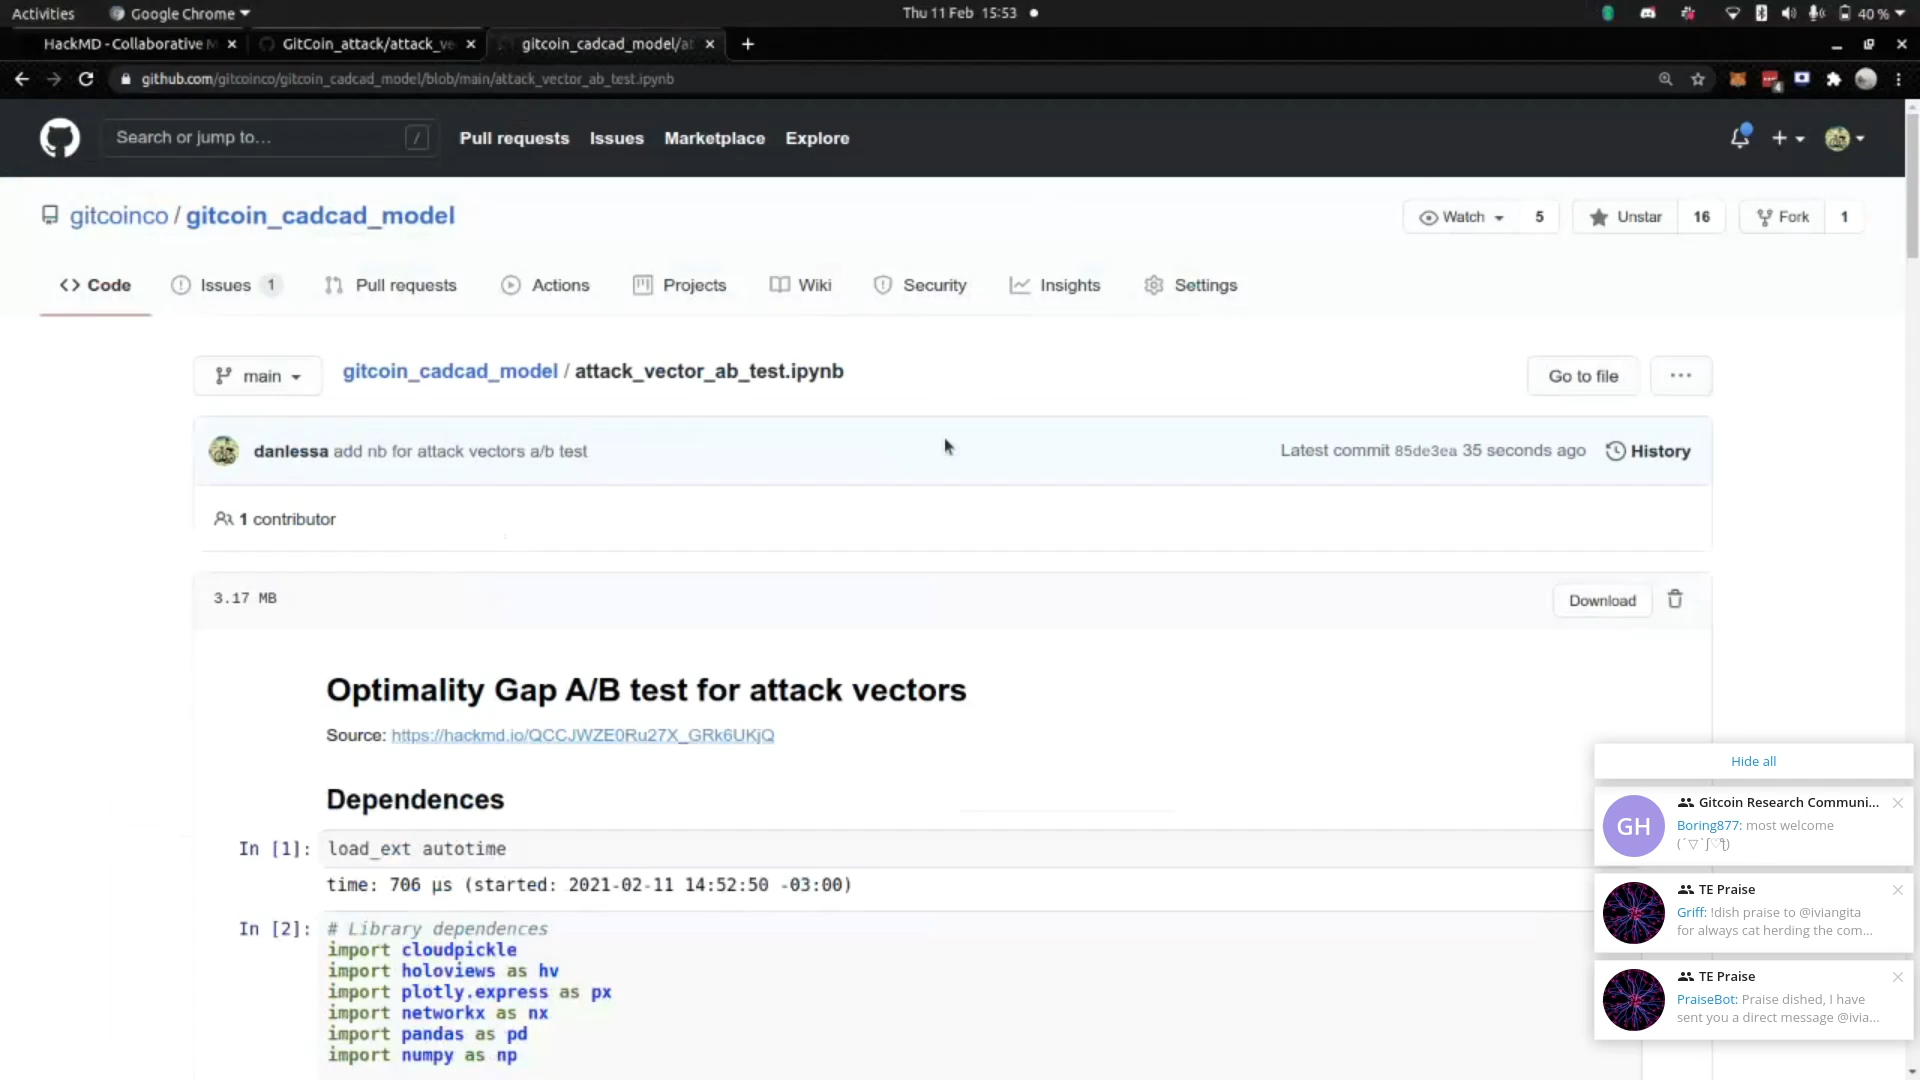 Activities Google Chrome Thu 11 Feb 15:53 40 %
HackMD - Collaborative M GitCoin_attack/attack_ve gitcoin_cadcad_model/at
github.com/gitcoinco/gitcoin_cadcad_model/blob/main/attack_vector_ab_test.ipynb 4
Search or jump to... / Pull requests Issues Marketplace Explore
gitcoinco / gitcoin_cadcad_model Watch 5 Unstar 16 Fork 1
Code Issues 1 Pull requests Actions Projects Wiki Security Insights Settings
main gitcoin_cadcad_model / attack_vector_ab_test.ipynb Go to file
danlessa add nb for attack vectors a/b test Latest commit 85de3ea 35 seconds ago History
1 contributor
3.17 MB Download
Optimality Gap A/B test for attack vectors
Source: https://hackmd.io/QCCJWZE0Ru27X_GRk6UKjQ
Dependences
In [1]: load_ext autotime
time: 706 µs (started: 2021-02-11 14:52:50 -03:00)
In [2]: # Library dependences
import cloudpickle
import holoviews as hv
import plotly.express as px
import networkx as nx
import pandas as pd
import numpy as np
Hide all
GH Gitcoin Research Communi...
Boring877: most welcome
TE Praise
Griff: !dish praise to @iviangita
for always cat herding the com...
TE Praise
PraiseBot: Praise dished, I have
sent you a direct message @ivia...